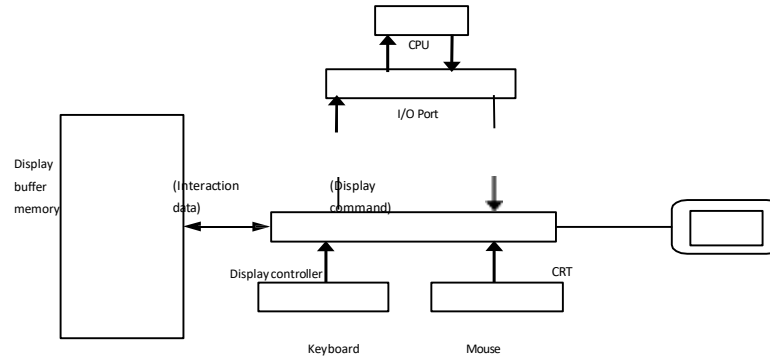 CPU
I/O Port
Display
buffer
memory
(Interaction
data)
(Display
command)
Display controller
CRT
Keyboard
Mouse